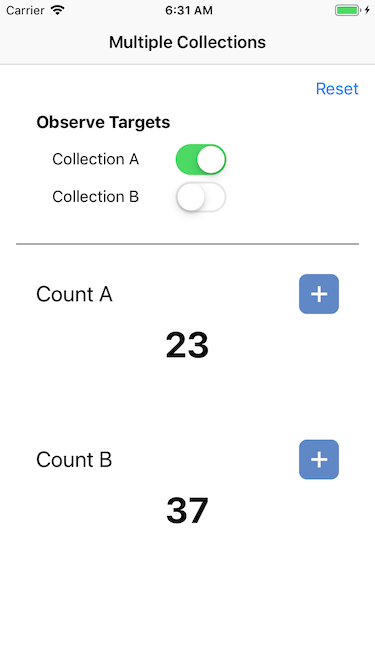 Carrier 6:31 AM
Multiple Collections
Reset
Observe Targets
Collection A
Collection B
Count A +
23
Count B +
37